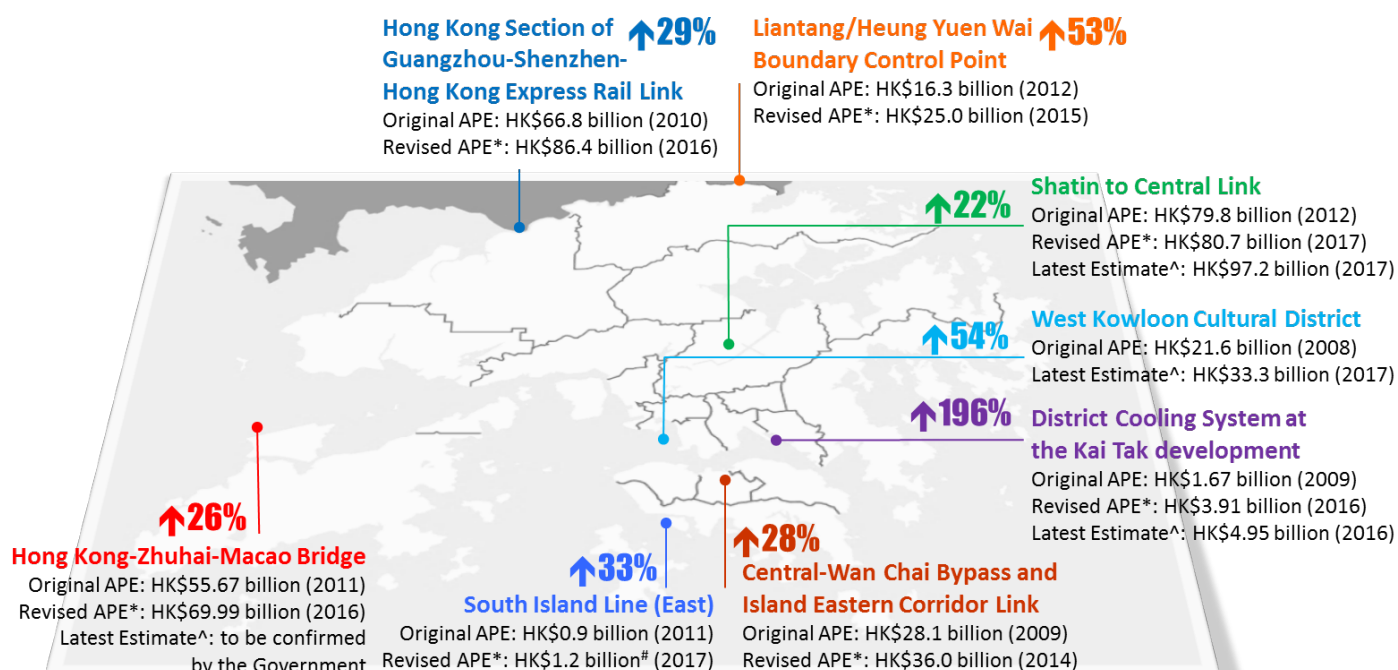 Hong Kong Section of
Guangzhou-Shenzhen-
Hong Kong Express Rail Link
29%
Original APE: HK$66.8 billion (2010)
Revised APE*: HK$86.4 billion (2016)
Liantang/Heung Yuen Wai
Boundary Control Point
53%
Original APE: HK$16.3 billion (2012)
Revised APE*: HK$25.0 billion (2015)
22%
Shatin to Central Link
Original APE: HK$79.8 billion (2012)
Revised APE*: HK$80.7 billion (2017)
Latest Estimate^: HK$97.2 billion (2017)
54%
West Kowloon Cultural District
Original APE: HK$21.6 billion (2008)
Latest Estimate^: HK$33.3 billion (2017)
196%
District Cooling System at
the Kai Tak development
Original APE: HK$1.67 billion (2009)
Revised APE*: HK$3.91 billion (2016)
Latest Estimate^: HK$4.95 billion (2016)
26%
Hong Kong-Zhuhai-Macao Bridge
Original APE: HK$55.67 billion (2011)
Revised APE*: HK$69.99 billion (2016)
Latest Estimate^: to be confirmed
by the Government
33%
South Island Line (East)
Original APE: HK$0.9 billion (2011)
Revised APE*: HK$1.2 billion# (2017)
28%
Central-Wan Chai Bypass and
Island Eastern Corridor Link
Original APE: HK$28.1 billion (2009)
Revised APE*: HK$36.0 billion (2014)